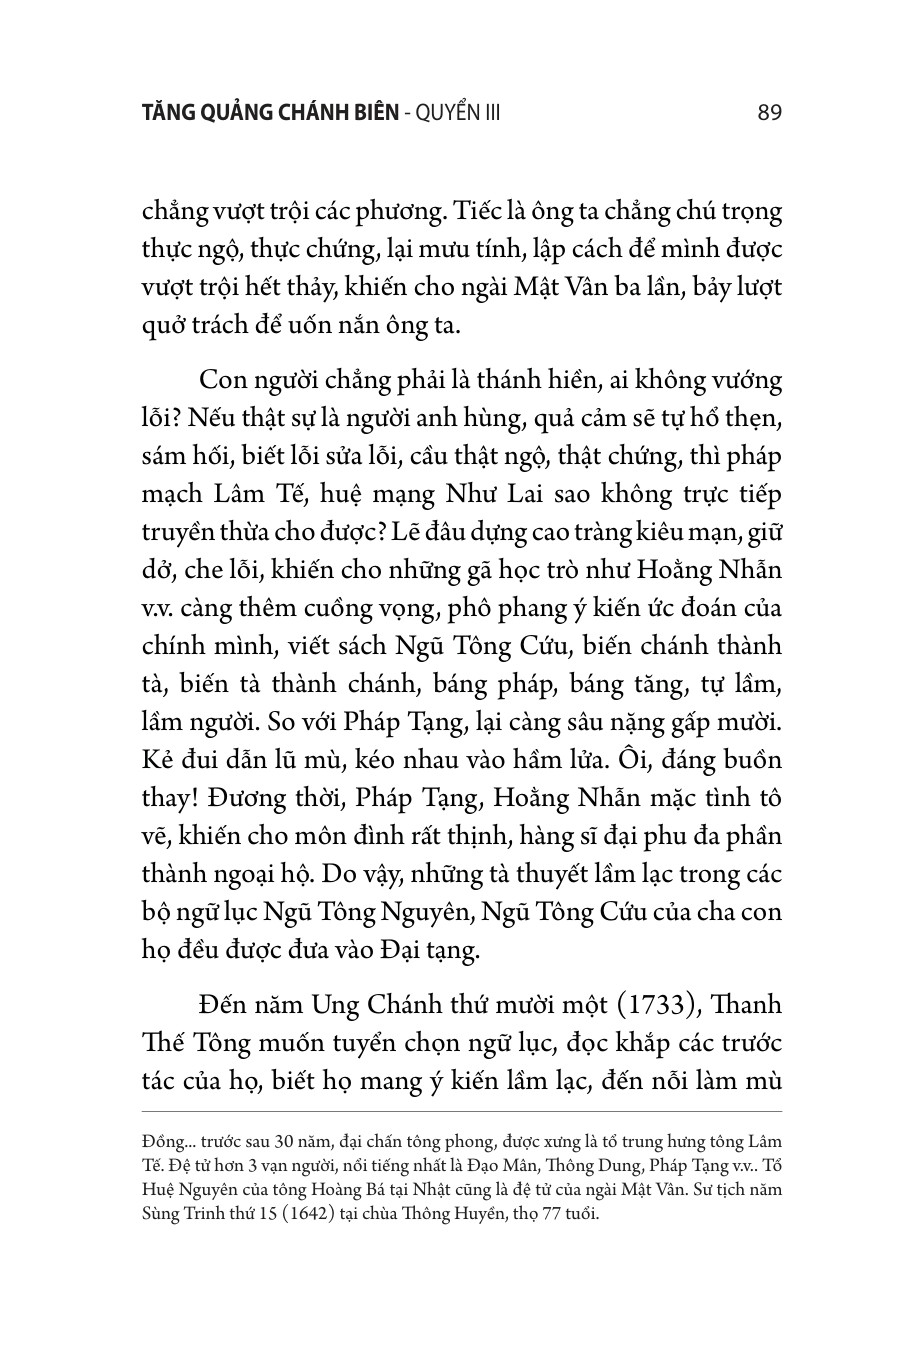 TĂNG QUẢNG CHÁNH BIÊN - QUYỂN III 89
chẳng vượt trội các phương. Tiếc là ông ta chẳng chú trọng
thực ngộ, thực chứng, lại mưu tính, lập cách để mình được
vượt trội hết thảy, khiến cho ngài Mật Vân ba lần, bảy lượt
quở trách để uốn nắn ông ta.
Con người chẳng phải là thánh hiền, ai không vướng
lỗi? Nếu thật sự là người anh hùng, quả cảm sẽ tự hổ thẹn,
sám hối, biết lỗi sửa lỗi, cầu thật ngộ, thật chứng, thì pháp
mạch Lâm Tế, huệ mạng Như Lai sao không trực tiếp
truyền thừa cho được? Lẽ đâu dựng cao tràng kiêu mạn, giữ
dở, che lỗi, khiến cho những gã học trò như Hoằng Nhẫn
v.v. càng thêm cuồng vọng, phô phang ý kiến ức đoán của
chính mình, viết sách Ngũ Tông Cứu, biến chánh thành
tà, biến tà thành chánh, báng pháp, báng tăng, tự lầm,
lầm người. So với Pháp Tạng, lại càng sâu nặng gấp mười.
Kẻ đui dẫn lũ mù, kéo nhau vào hầm lửa. Ôi, đáng buồn
thay! Đương thời, Pháp Tạng, Hoằng Nhẫn mặc tình tô
vẽ, khiến cho môn đình rất thịnh, hàng sĩ đại phu đa phần
thành ngoại hộ. Do vậy, những tà thuyết lầm lạc trong các
bộ ngữ lục Ngũ Tông Nguyên, Ngũ Tông Cứu của cha con
họ đều được đưa vào Đại tạng.
Đến năm Ung Chánh thứ mười một (1733), Thanh
Thế Tông muốn tuyển chọn ngữ lục, đọc khắp các trước
tác của họ, biết họ mang ý kiến lầm lạc, đến nỗi làm mù
Đồng... trước sau 30 năm, đại chấn tông phong, được xưng là tổ trung hưng tông Lâm
Tế. Đệ tử hơn 3 vạn người, nổi tiếng nhất là Đạo Mân, Thông Dung, Pháp Tạng v.v.. Tổ
Huệ Nguyên của tông Hoàng Bá tại Nhật cũng là đệ tử của ngài Mật Vân. Sư tịch năm
Sùng Trinh thứ 15 (1642) tại chùa Thông Huyền, thọ 77 tuổi.